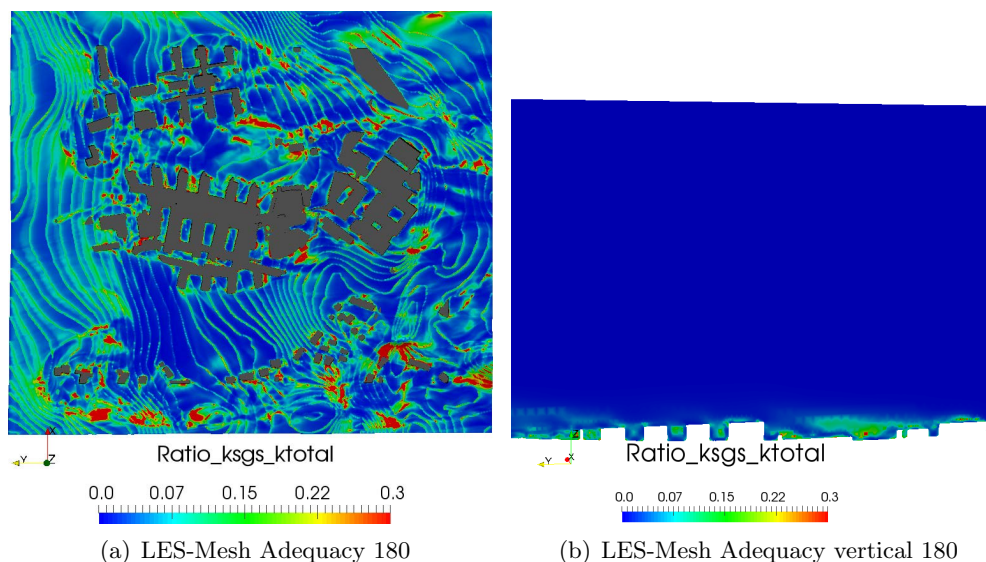 X
Y
Z
Ratio_ksgs_ktotal
0.0 0.07 0.15 0.22 0.3
(a) LES-Mesh Adequacy 180
Z
Y
X
Ratio_ksgs_ktotal
0.0 0.07 0.15 0.22 0.3
(b) LES-Mesh Adequacy vertical 180